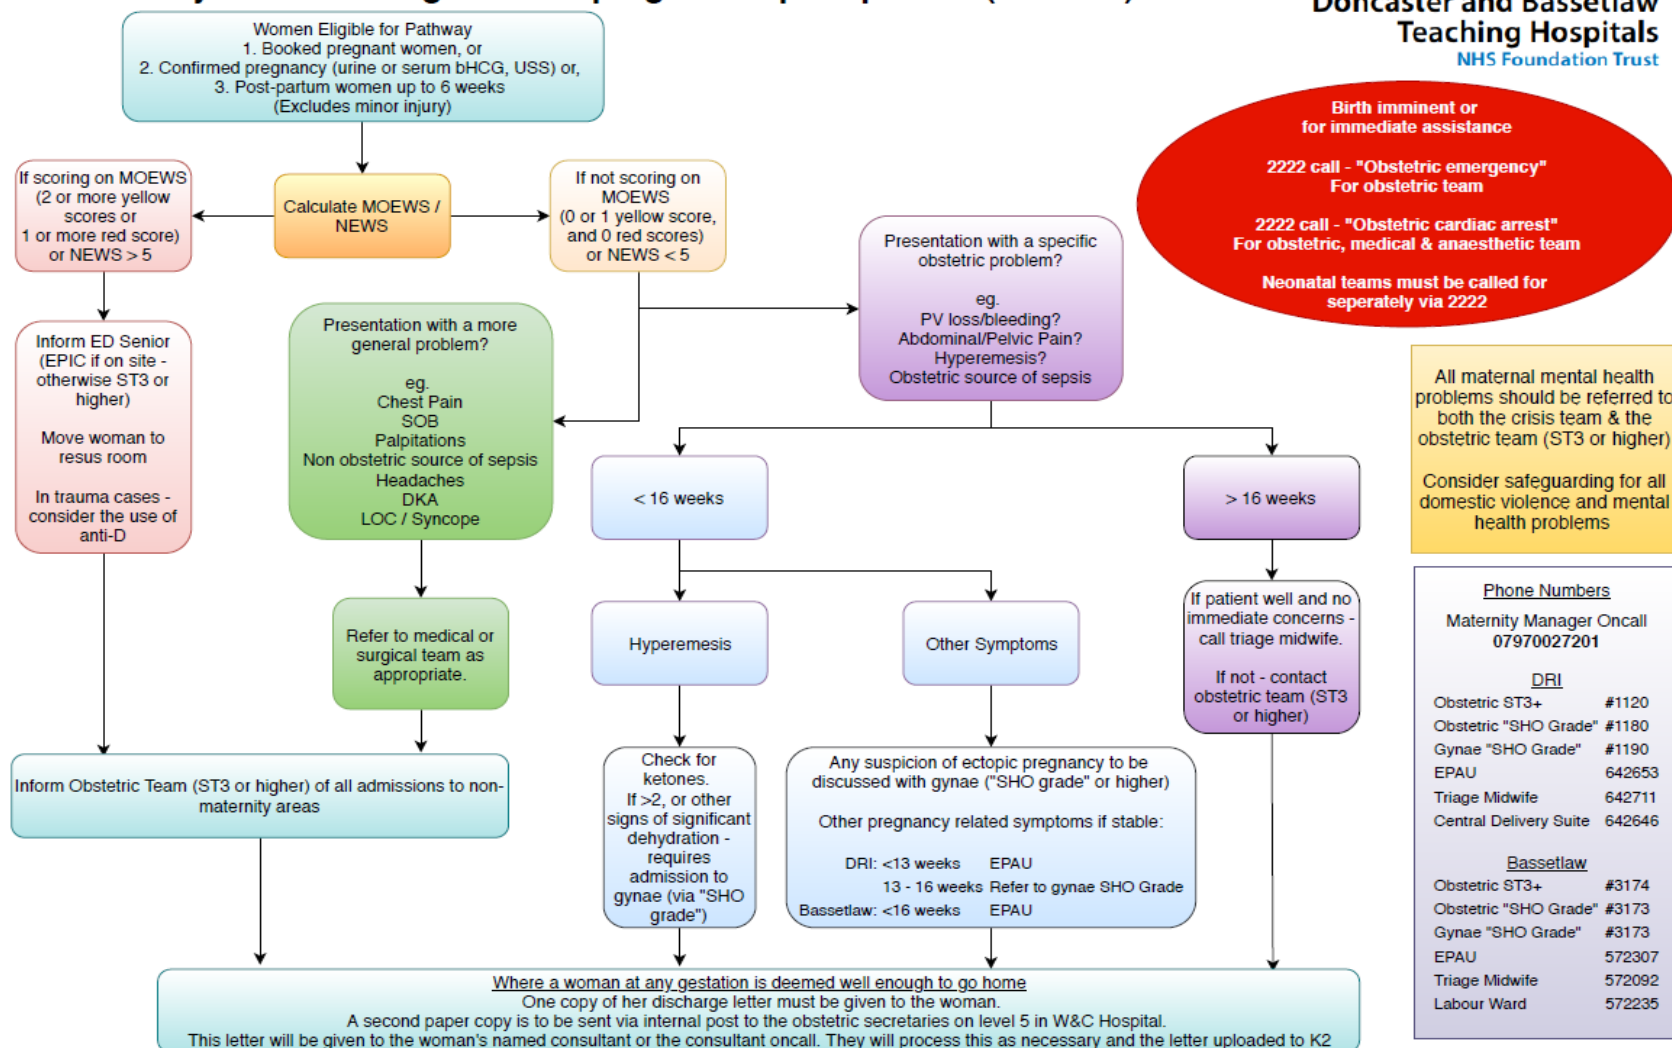 Doncaster and Bassetlaw
Teaching Hospitals
NHS Foundation Trust
Women Eligible for Pathway
1. Booked pregnant women, or
2. Confirmed pregnancy (urine or serum bHCG, USS) or,
3. Post-partum women up to 6 weeks
(Excludes minor injury)
Birth imminent or
for immediate assistance
2222 call - "Obstetric emergency"
For obstetric team
2222 call - "Obstetric cardiac arrest"
For obstetric, medical & anaesthetic team
Neonatal teams must be called for
seperately via 2222
If scoring on MOEWS
(2 or more yellow
scores or
1 or more red score)
or NEWS > 5
Calculate MOEWS /
NEWS
If not scoring on
MOEWS
(0 or 1 yellow score,
and 0 red scores)
or NEWS < 5
Presentation with a specific
obstetric problem?
eg.
PV loss/bleeding?
Abdominal/Pelvic Pain?
Hyperemesis?
Obstetric source of sepsis
Inform ED Senior
(EPIC if on site -
otherwise ST3 or
higher)
Move woman to
resus room
In trauma cases -
consider the use of
anti-D
Presentation with a more
general problem?
eg.
Chest Pain
SOB
Palpitations
Non obstetric source of sepsis
Headaches
DKA
LOC / Syncope
All maternal mental health
problems should be referred to
both the crisis team & the
obstetric team (ST3 or higher)
Consider safeguarding for all
domestic violence and mental
health problems
< 16 weeks
> 16 weeks
Refer to medical or
surgical team as
appropriate.
Hyperemesis
Other Symptoms
If patient well and no
immediate concerns -
call triage midwife.
If not - contact
obstetric team (ST3
or higher)
Inform Obstetric Team (ST3 or higher) of all admissions to non-
maternity areas
Check for
ketones.
If >2, or other
signs of significant
dehydration -
requires
admission to
gynae (via "SHO
grade")
Any suspicion of ectopic pregnancy to be
discussed with gynae ("SHO grade" or higher)
Other pregnancy related symptoms if stable:
DRI: <13 weeks EPAU
13 - 16 weeks Refer to gynae SHO Grade
Bassetlaw: <16 weeks EPAU
Phone Numbers
Maternity Manager Oncall
07970027201
DRI
Obstetric ST3+ #1120
Obstetric "SHO Grade" #1180
Gynae "SHO Grade" #1190
EPAU 642653
Triage Midwife 642711
Central Delivery Suite 642646
Bassetlaw
Obstetric ST3+ #3174
Obstetric "SHO Grade" #3173
Gynae "SHO Grade" #3173
EPAU 572307
Triage Midwife 572092
Labour Ward 572235
Where a woman at any gestation is deemed well enough to go home
One copy of her discharge letter must be given to the woman.
A second paper copy is to be sent via internal post to the obstetric secretaries on level 5 in W&C Hospital.
This letter will be given to the woman's named consultant or the consultant oncall. They will process this as necessary and the letter uploaded to K2